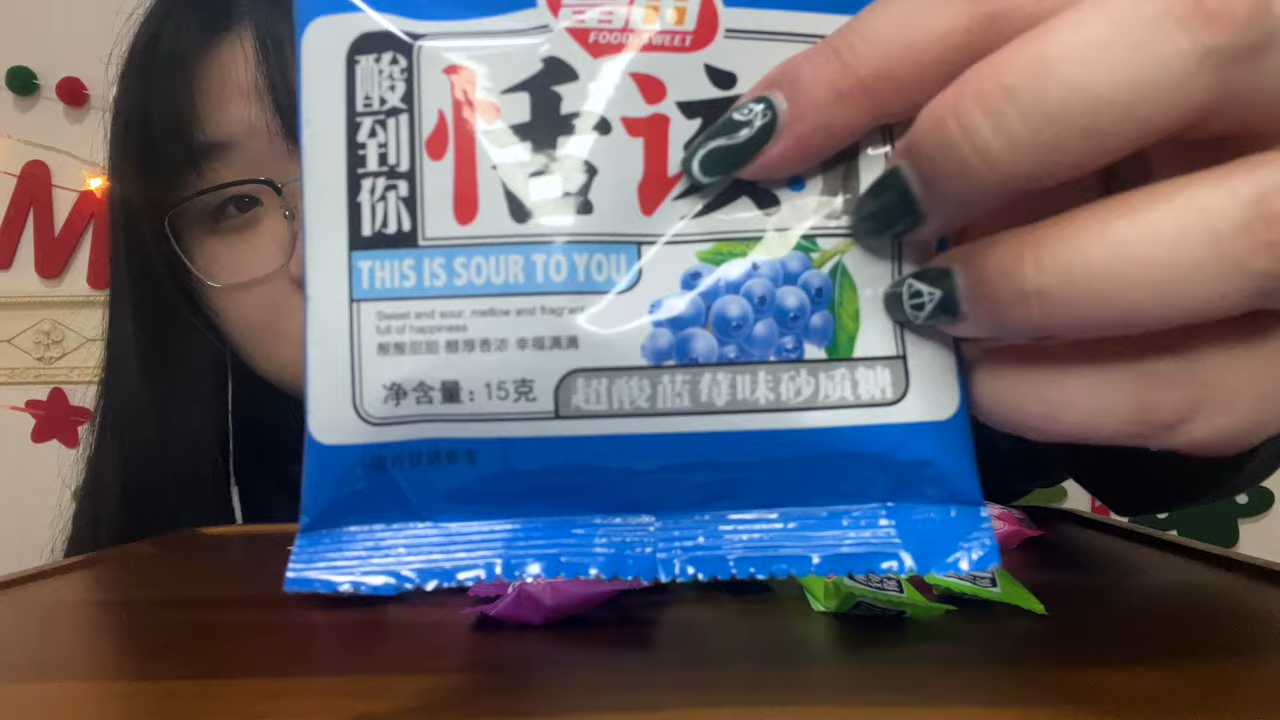 FOOD SWEET
酸到你
恬该
THIS IS SOUR TO YOU
Sweet and sour, mellow and fragrant
full of happiness
酸酸甜甜 醇厚香浓 幸福满满
净含量：15克
超酸蓝莓味砂质糖
M